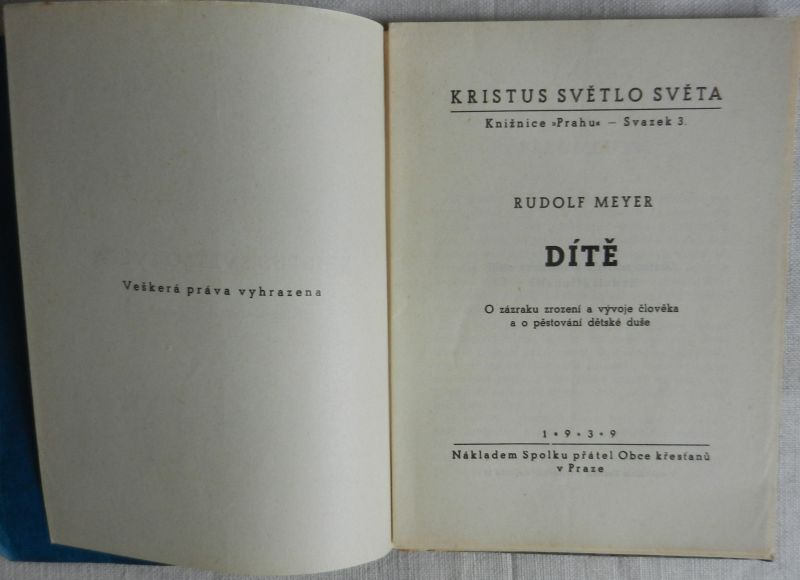 Veškerá práva vyhrazena
KRISTUS SVĚTLO SVĚTA
Knižnice »Prahu« — Svazek 3.
RUDOLF MEYER
DÍTĚ
O zázraku zrození a vývoje člověka
a o pěstování dětské duše
1 • 9 • 3 • 9
Nákladem Spolku přátel Obce křesťanů
v Praze